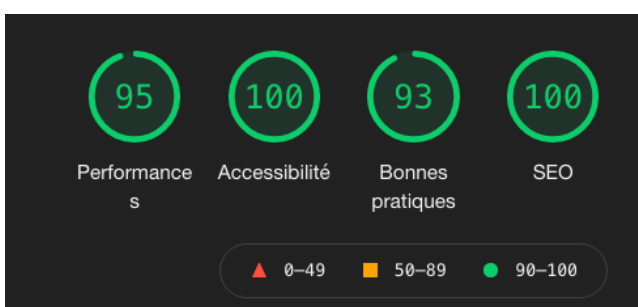 95 100 93 100
Performance Accessibilité Bonnes SEO
s pratiques
0–49 50–89 90–100